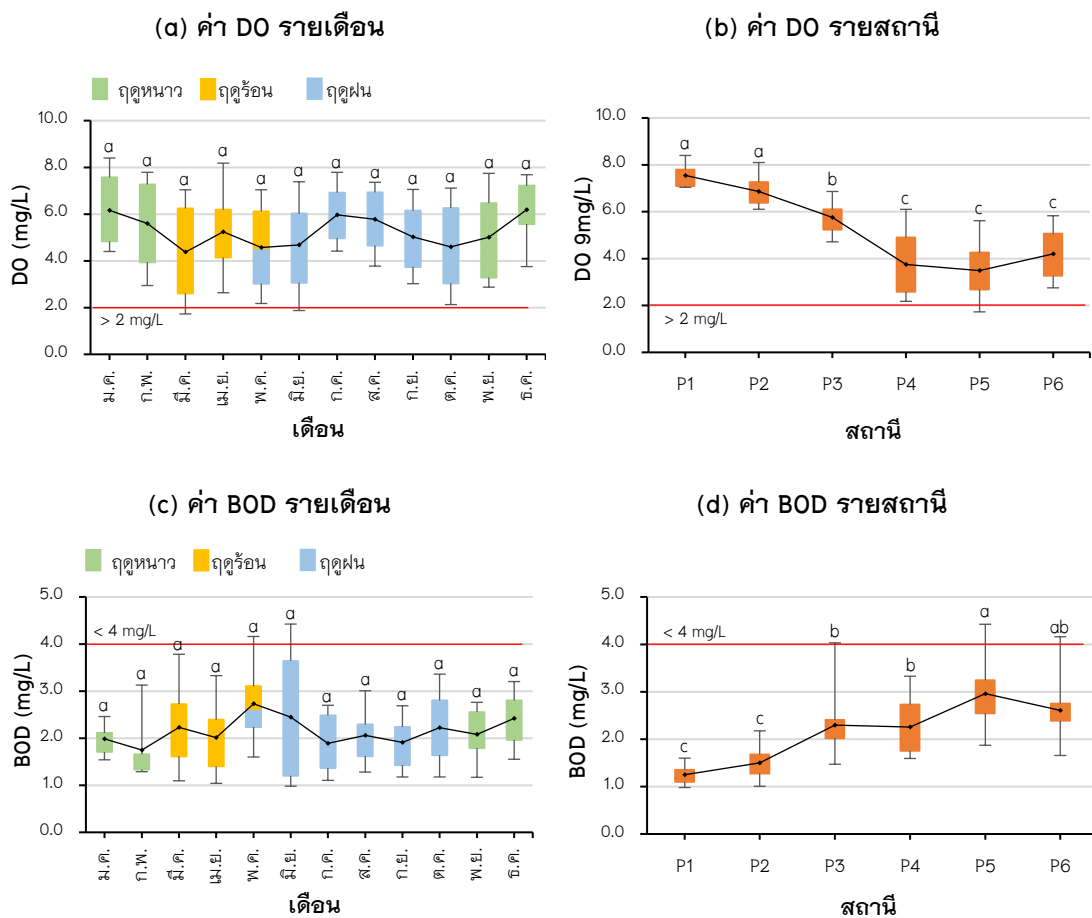 (a) ค่า DO รายเดือน
ฤดูหนาว ฤดูร้อน ฤดูฝน
DO (mg/L)
10.0
8.0
6.0
4.0
2.0
0.0
a a a a a a a a a a a a
> 2 mg/L
ม.ค. ก.พ. มี.ค. เม.ย. พ.ค. มิ.ย. ก.ค. ส.ค. ก.ย. ต.ค. พ.ย. ธ.ค.
เดือน
(b) ค่า DO รายสถานี
DO 9mg/L)
10.0
8.0
6.0
4.0
2.0
0.0
a a b c c c
> 2 mg/L
P1 P2 P3 P4 P5 P6
สถานี
(c) ค่า BOD รายเดือน
ฤดูหนาว ฤดูร้อน ฤดูฝน
BOD (mg/L)
5.0
4.0
3.0
2.0
1.0
0.0
< 4 mg/L
a a a a a a a a a a a a
ม.ค. ก.พ. มี.ค. เม.ย. พ.ค. มิ.ย. ก.ค. ส.ค. ก.ย. ต.ค. พ.ย. ธ.ค.
เดือน
(d) ค่า BOD รายสถานี
BOD (mg/L)
5.0
4.0
3.0
2.0
1.0
0.0
< 4 mg/L
c c b b a ab
P1 P2 P3 P4 P5 P6
สถานี